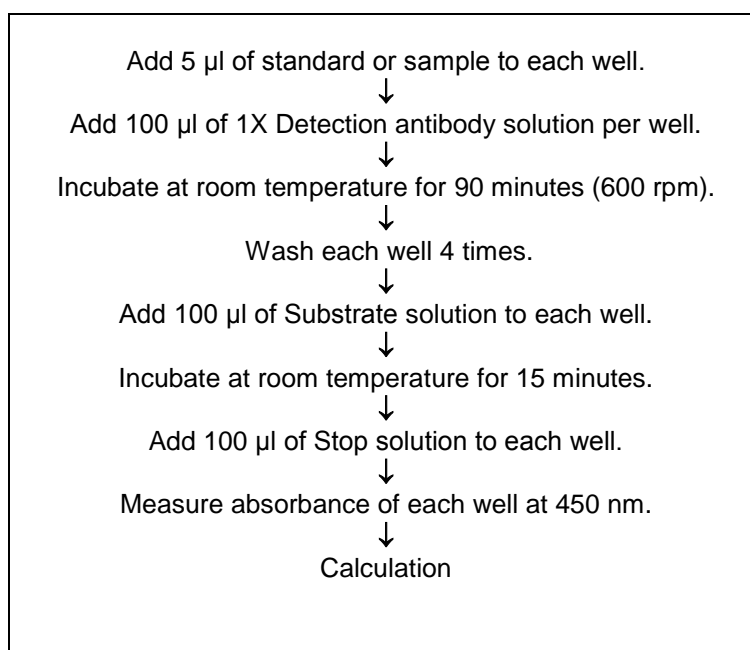 Add 5 µl of standard or sample to each well.
↓
Add 100 µl of 1X Detection antibody solution per well.
↓
Incubate at room temperature for 90 minutes (600 rpm).
↓
Wash each well 4 times.
↓
Add 100 µl of Substrate solution to each well.
↓
Incubate at room temperature for 15 minutes.
↓
Add 100 µl of Stop solution to each well.
↓
Measure absorbance of each well at 450 nm.
↓
Calculation